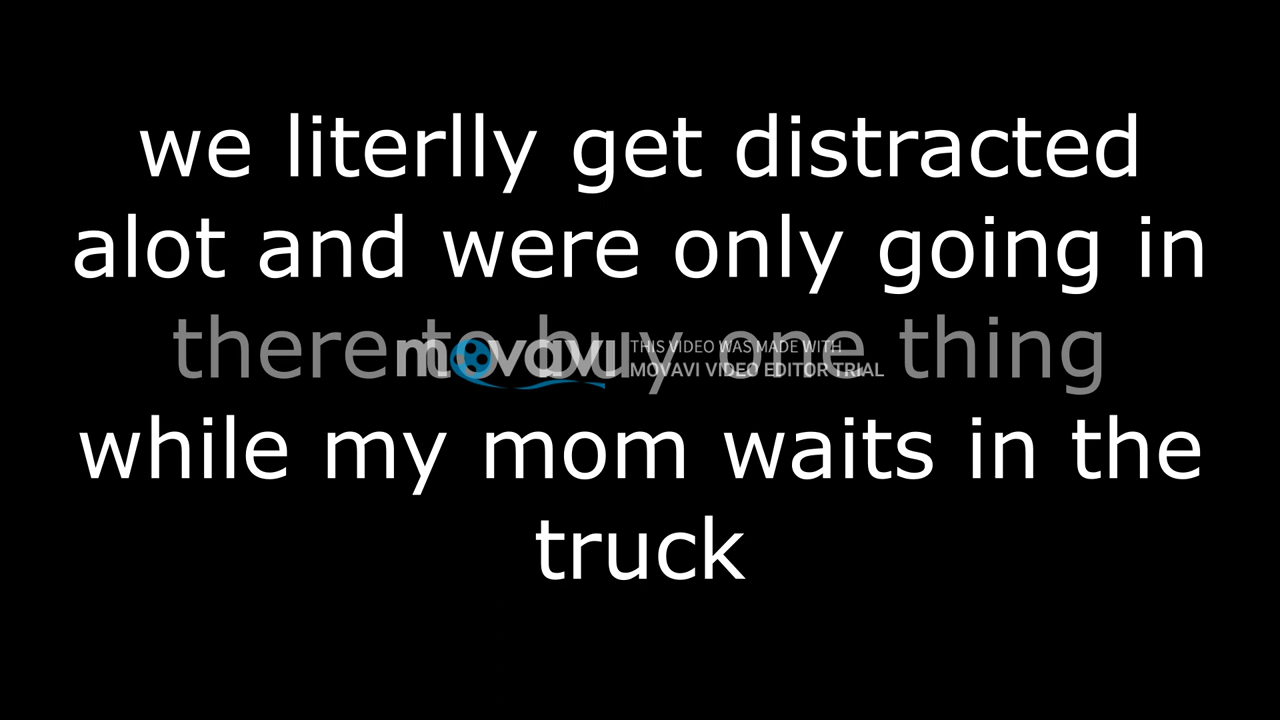 we literlly get distracted
alot and were only going in
there to buy one thing
movavi
THIS VIDEO WAS MADE WITH
MOVAVI VIDEO EDITOR TRIAL
while my mom waits in the
truck